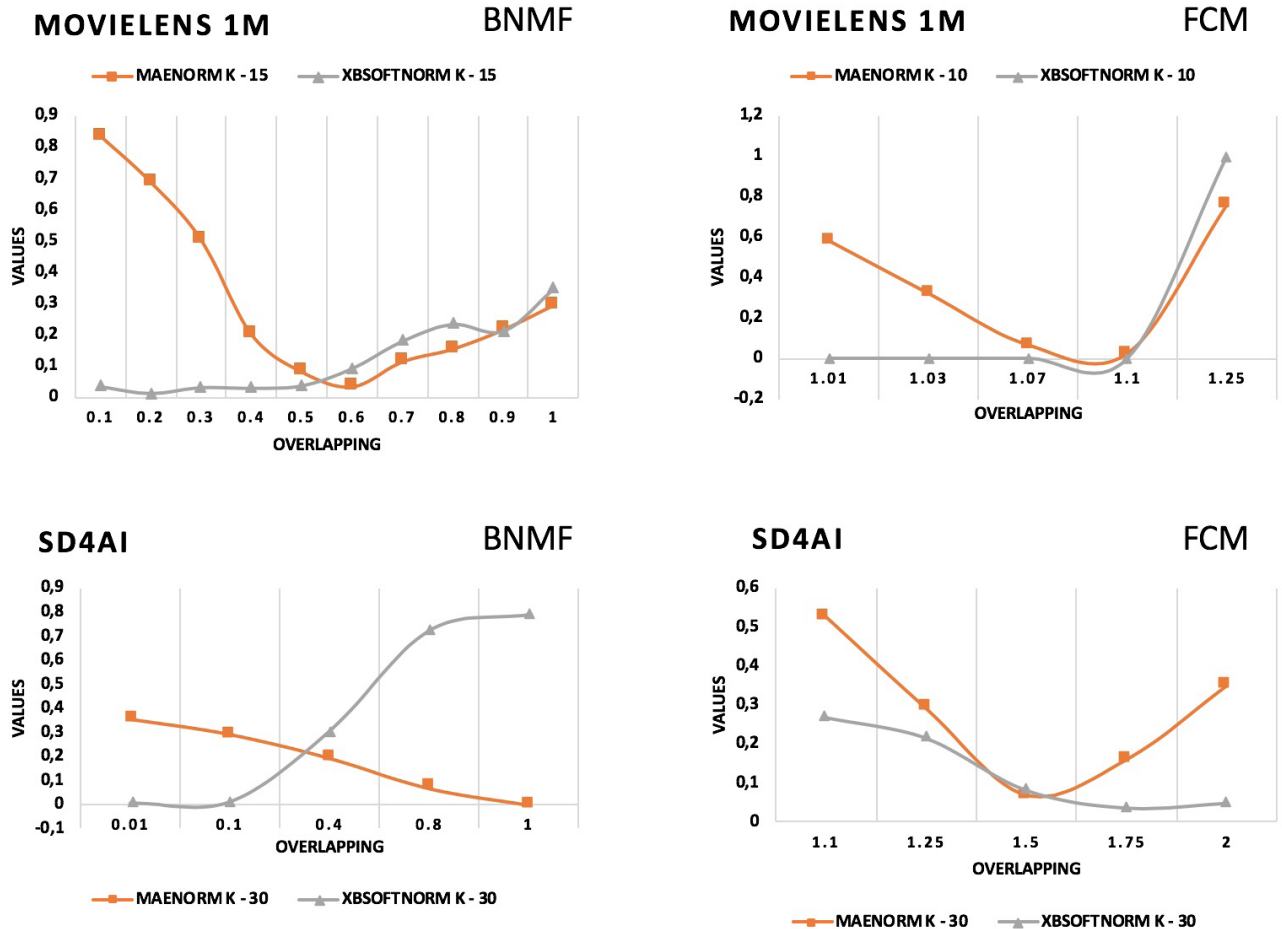 MOVIELENS 1M
BNMF
MAENORM K - 15
XBSOFTNORM K - 15
0,9
0,8
0,7
0,6
0,5
0,4
0,3
0,2
0,1
0
VALUES
0.1 0.2 0.3 0.4 0.5 0.6 0.7 0.8 0.9 1
OVERLAPPING
MOVIELENS 1M
FCM
MAENORM K - 10
XBSOFTNORM K - 10
1,2
1
0,8
0,6
0,4
0,2
0
-0,2
VALUES
1.01 1.03 1.07 1.1 1.25
OVERLAPPING
SD4AI
BNMF
0,9
0,8
0,7
0,6
0,5
0,4
0,3
0,2
0,1
0
-0,1
VALUES
0.01 0.1 0.4 0.8 1
OVERLAPPING
MAENORM K - 30
XBSOFTNORM K - 30
SD4AI
FCM
0,6
0,5
0,4
0,3
0,2
0,1
0
VALUES
1.1 1.25 1.5 1.75 2
OVERLAPPING
MAENORM K - 30
XBSOFTNORM K - 30